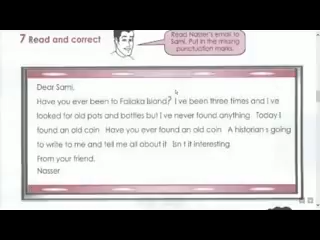 7 Read and correct
Read Nasser's email to
Sami. Put in the missing
punctuation marks.
Dear Sami,
Have you ever been to Failaka Island? I've been three times and I ve
looked for old pots and bottles but I ve never found anything Today I
found an old coin Have you ever found an old coin A historian s going
to write to me and tell me all about it Isn t it interesting
From your friend,
Nasser